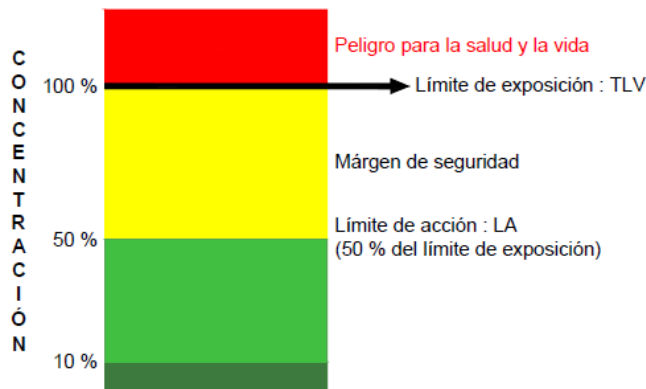 CONCENTRACIÓN
Peligro para la salud y la vida
100 %
Límite de exposición : TLV
Márgen de seguridad
Límite de acción : LA
50 %
(50 % del límite de exposición)
10 %